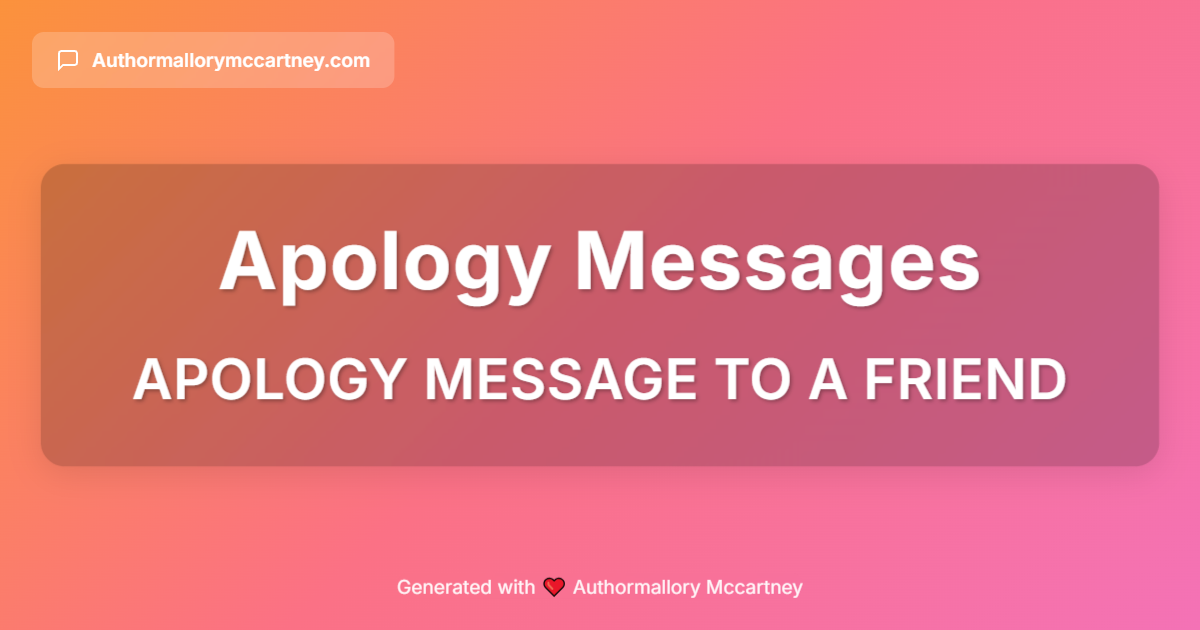 Authormallorymccartney.com
Apology Messages
APOLOGY MESSAGE TO A FRIEND
Generated with ❤️ Authormallory Mccartney